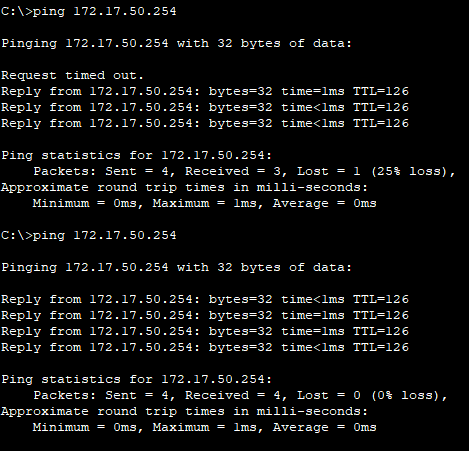 C:\>ping 172.17.50.254
Pinging 172.17.50.254 with 32 bytes of data:
Request timed out.
Reply from 172.17.50.254: bytes=32 time=1ms TTL=126
Reply from 172.17.50.254: bytes=32 time<1ms TTL=126
Reply from 172.17.50.254: bytes=32 time<1ms TTL=126
Ping statistics for 172.17.50.254:
    Packets: Sent = 4, Received = 3, Lost = 1 (25% loss),
Approximate round trip times in milli-seconds:
    Minimum = 0ms, Maximum = 1ms, Average = 0ms
C:\>ping 172.17.50.254
Pinging 172.17.50.254 with 32 bytes of data:
Reply from 172.17.50.254: bytes=32 time<1ms TTL=126
Reply from 172.17.50.254: bytes=32 time=1ms TTL=126
Reply from 172.17.50.254: bytes=32 time=1ms TTL=126
Reply from 172.17.50.254: bytes=32 time<1ms TTL=126
Ping statistics for 172.17.50.254:
    Packets: Sent = 4, Received = 4, Lost = 0 (0% loss),
Approximate round trip times in milli-seconds:
    Minimum = 0ms, Maximum = 1ms, Average = 0ms